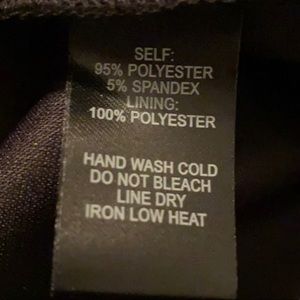 SELF:
95% POLYESTER
5% SPANDEX
LINING:
100% POLYESTER
HAND WASH COLD
DO NOT BLEACH
LINE DRY
IRON LOW HEAT